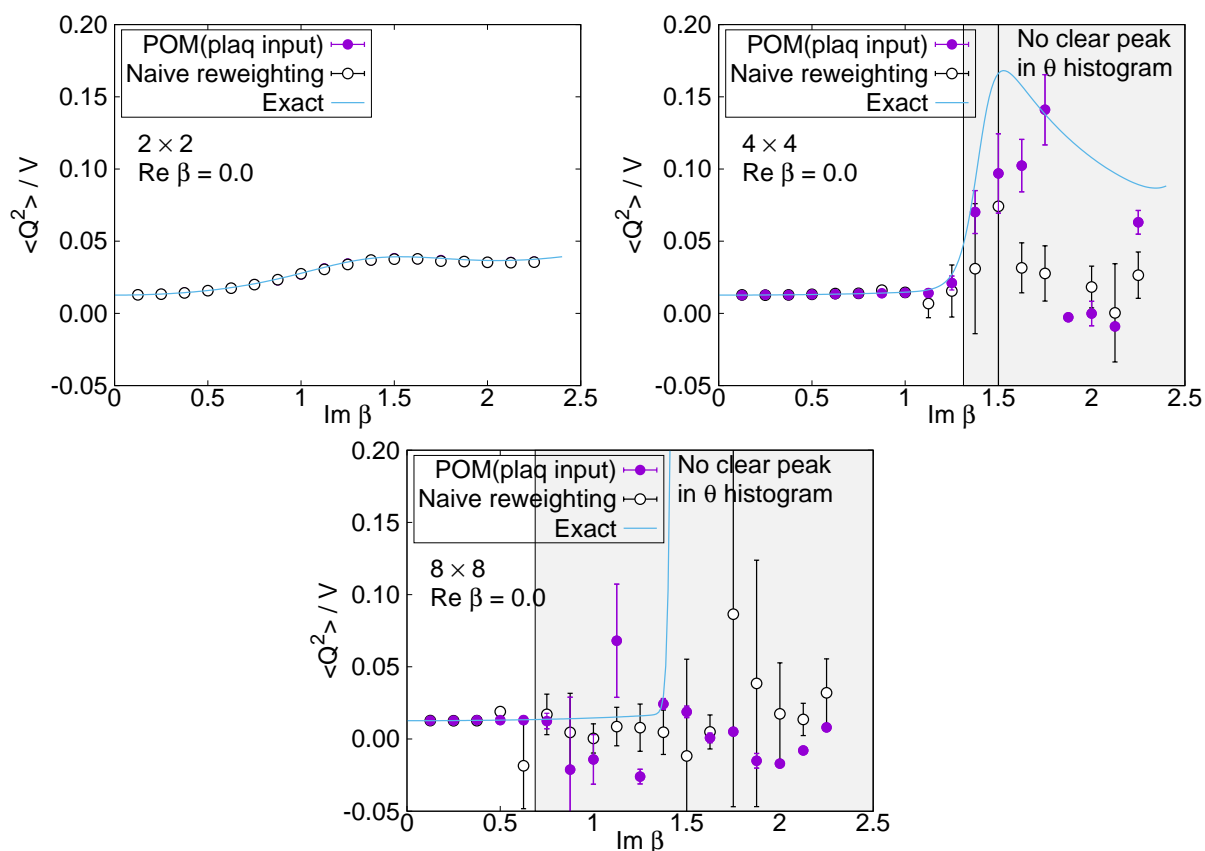 0.20
0.15
0.10
0.05
0.00
-0.05
<Q²> / V
POM(plaq input)
Naive reweighting
Exact
2 × 2
Re β = 0.0
0 0.5 1 1.5 2 2.5
Im β
0.20
0.15
0.10
0.05
0.00
-0.05
<Q²> / V
POM(plaq input)
Naive reweighting
Exact
No clear peak
in θ histogram
4 × 4
Re β = 0.0
0 0.5 1 1.5 2 2.5
Im β
0.20
0.15
0.10
0.05
0.00
-0.05
<Q²> / V
POM(plaq input)
Naive reweighting
Exact
No clear peak
in θ histogram
8 × 8
Re β = 0.0
0 0.5 1 1.5 2 2.5
Im β